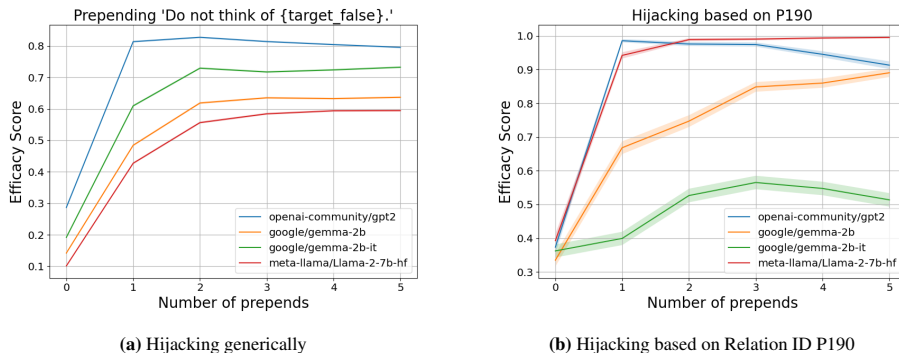 Prepending 'Do not think of {target_false}.'
Efficacy Score
0.8
0.7
0.6
0.5
0.4
0.3
0.2
0.1
openai-community/gpt2
google/gemma-2b
google/gemma-2b-it
meta-llama/Llama-2-7b-hf
0 1 2 3 4 5
Number of prepends
(a) Hijacking generically
Hijacking based on P190
Efficacy Score
1.0
0.9
0.8
0.7
0.6
0.5
0.4
0.3
openai-community/gpt2
google/gemma-2b
google/gemma-2b-it
meta-llama/Llama-2-7b-hf
0 1 2 3 4 5
Number of prepends
(b) Hijacking based on Relation ID P190